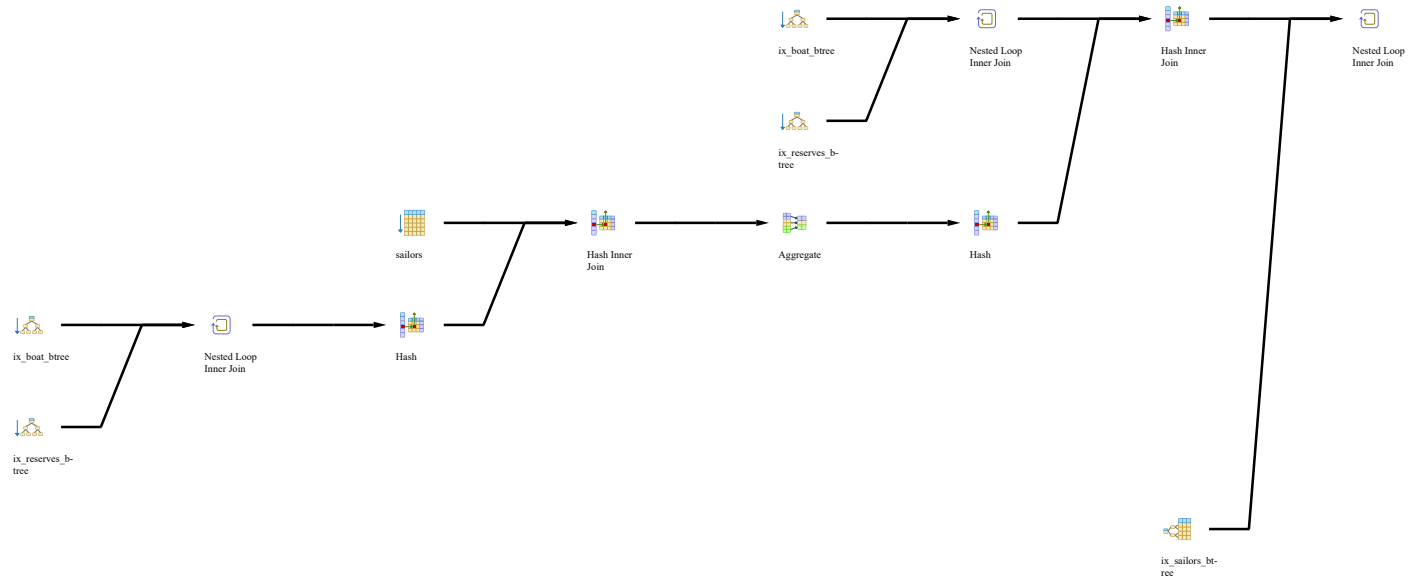 ix_boat_btree
Nested Loop
Inner Join
Hash Inner
Join
Nested Loop
Inner Join
ix_reserves_b-
tree
sailors
Hash Inner
Join
Aggregate
Hash
ix_boat_btree
Nested Loop
Inner Join
Hash
ix_reserves_b-
tree
ix_sailors_bt-
ree